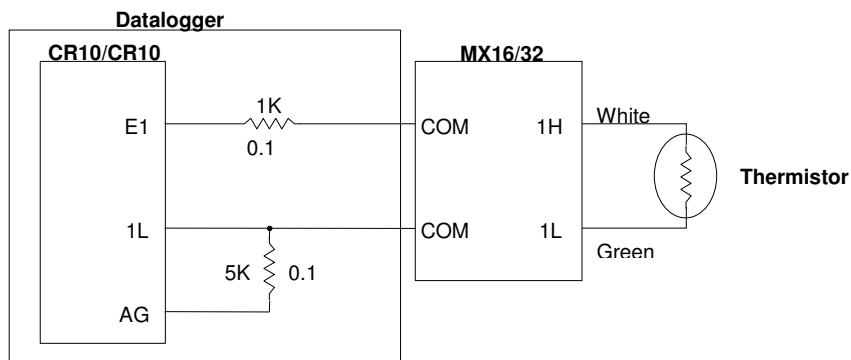 Datalogger
CR10/CR10
MX16/32
1K
E1
COM
1H
White
0.1
Thermistor
1L
COM
1L
Green
5K
0.1
AG